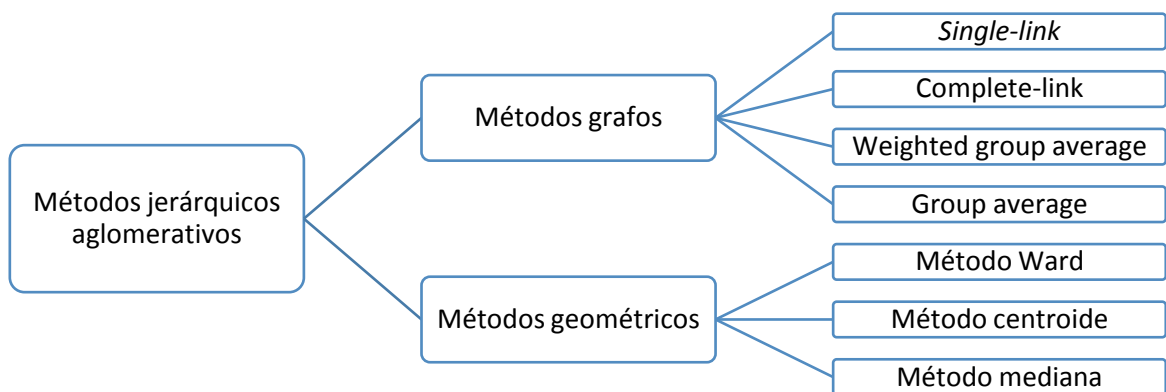 Métodos jerárquicos
aglomerativos
Métodos grafos
Single-link
Complete-link
Weighted group average
Group average
Métodos geométricos
Método Ward
Método centroide
Método mediana